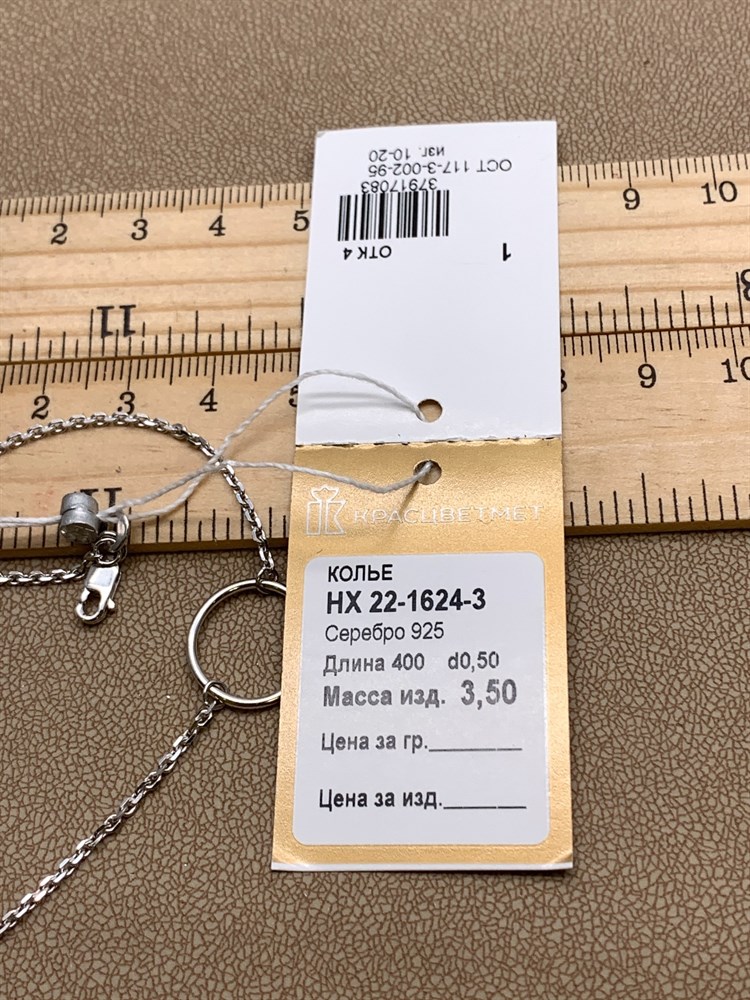 ОСТ 117-3-002-95
изг. 10-20
37917083
ОТК 4
1
2 3 4 5 9 10
11
2 3 4 9 10
11
КРАСЦВЕТМЕТ
КОЛЬЕ
НХ 22-1624-3
Серебро 925
Длина 400 d0,50
Масса изд. 3,50
Цена за гр.
Цена за изд.